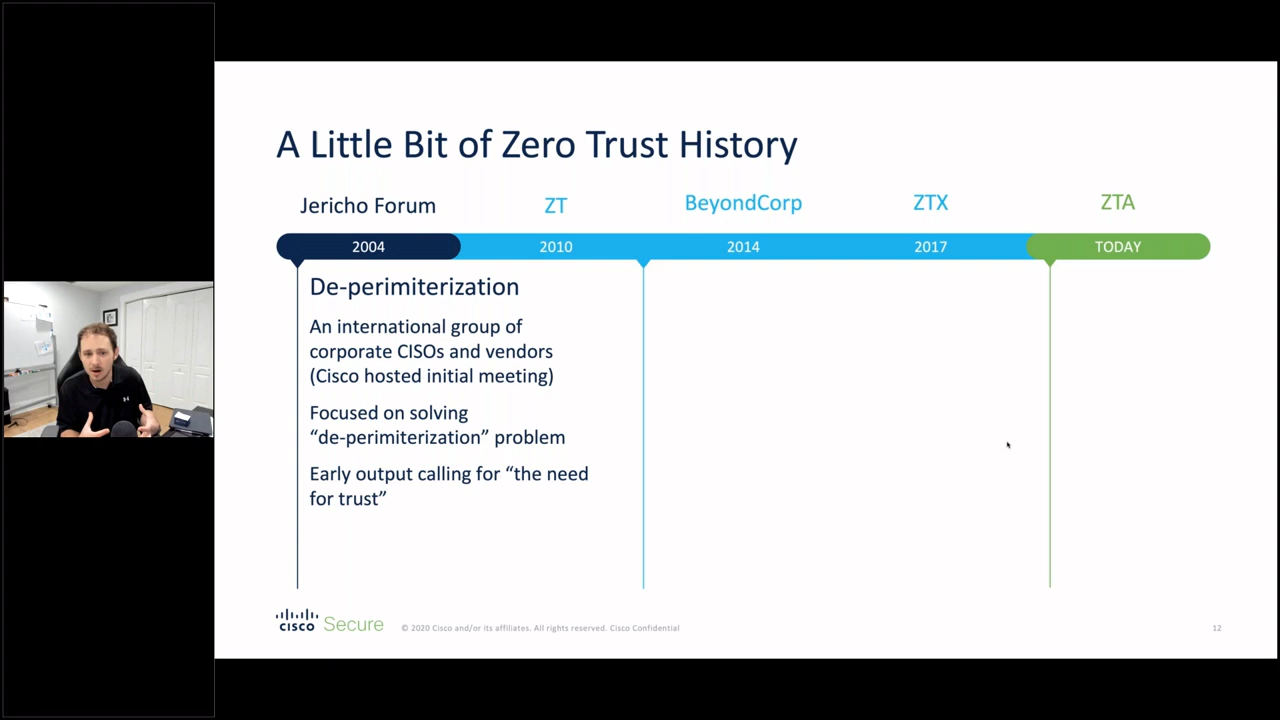 A Little Bit of Zero Trust History
Jericho Forum
ZT
BeyondCorp
ZTX
ZTA
2004
2010
2014
2017
TODAY
De-perimiterization
An international group of
corporate CISOs and vendors
(Cisco hosted initial meeting)
Focused on solving
“de-perimiterization” problem
Early output calling for “the need
for trust”
CISCO Secure
© 2020 Cisco and/or its affiliates. All rights reserved. Cisco Confidential
12